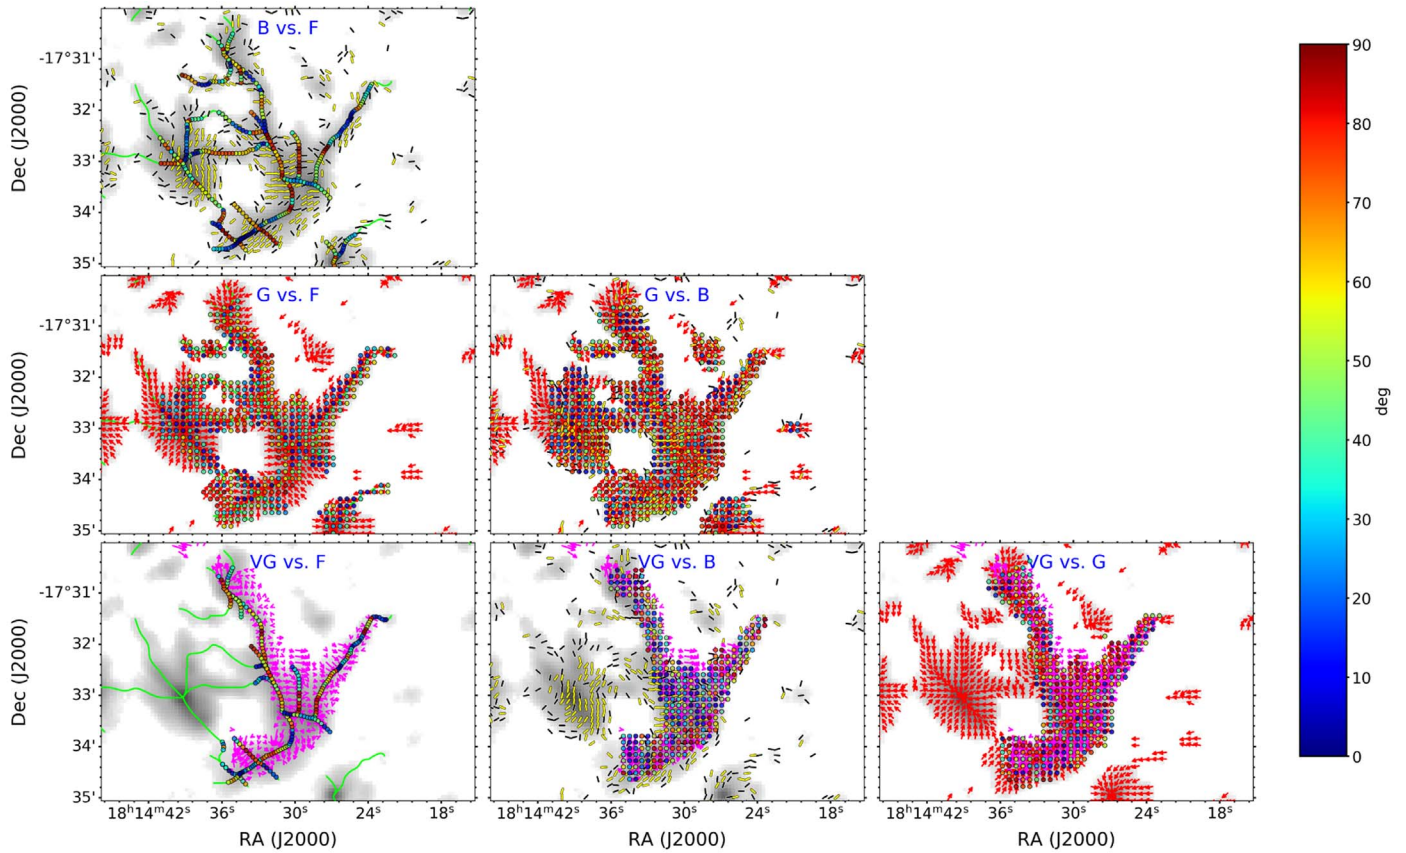 B vs. F
-17°31'
32'
33'
34'
35'
Dec (J2000)
G vs. F
G vs. B
-17°31'
32'
33'
34'
35'
Dec (J2000)
VG vs. F
VG vs. B
VG vs. G
-17°31'
32'
33'
34'
35'
Dec (J2000)
18ʰ14ᵐ42ˢ 36ˢ 30ˢ 24ˢ 18ˢ
18ʰ14ᵐ42ˢ 36ˢ 30ˢ 24ˢ 18ˢ
18ʰ14ᵐ42ˢ 36ˢ 30ˢ 24ˢ 18ˢ
RA (J2000)
RA (J2000)
RA (J2000)
90
80
70
60
50
40
30
20
10
0
deg